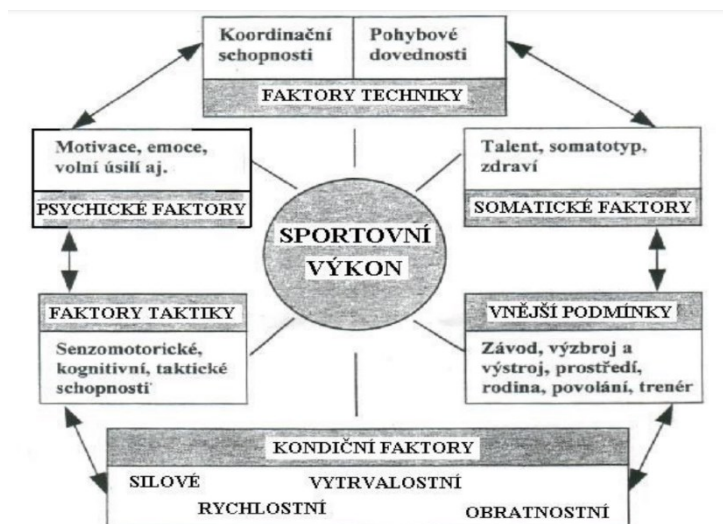 Koordinační schopnosti
Pohybové dovednosti
FAKTORY TECHNIKY
Motivace, emoce,
volní úsilí aj.
PSYCHICKÉ FAKTORY
Talent, somatotyp,
zdraví
SOMATICKÉ FAKTORY
SPORTOVNÍ
VÝKON
FAKTORY TAKTIKY
Senzomotorické,
kognitivní, taktické
schopnosti
VNĚJŠÍ PODMÍNKY
Závod, výzbroj a
výstroj, prostředí,
rodina, povolání, trenér
KONDIČNÍ FAKTORY
SILOVÉ
VYTRVALOSTNÍ
RYCHLOSTNÍ
OBRATNOSTNÍ